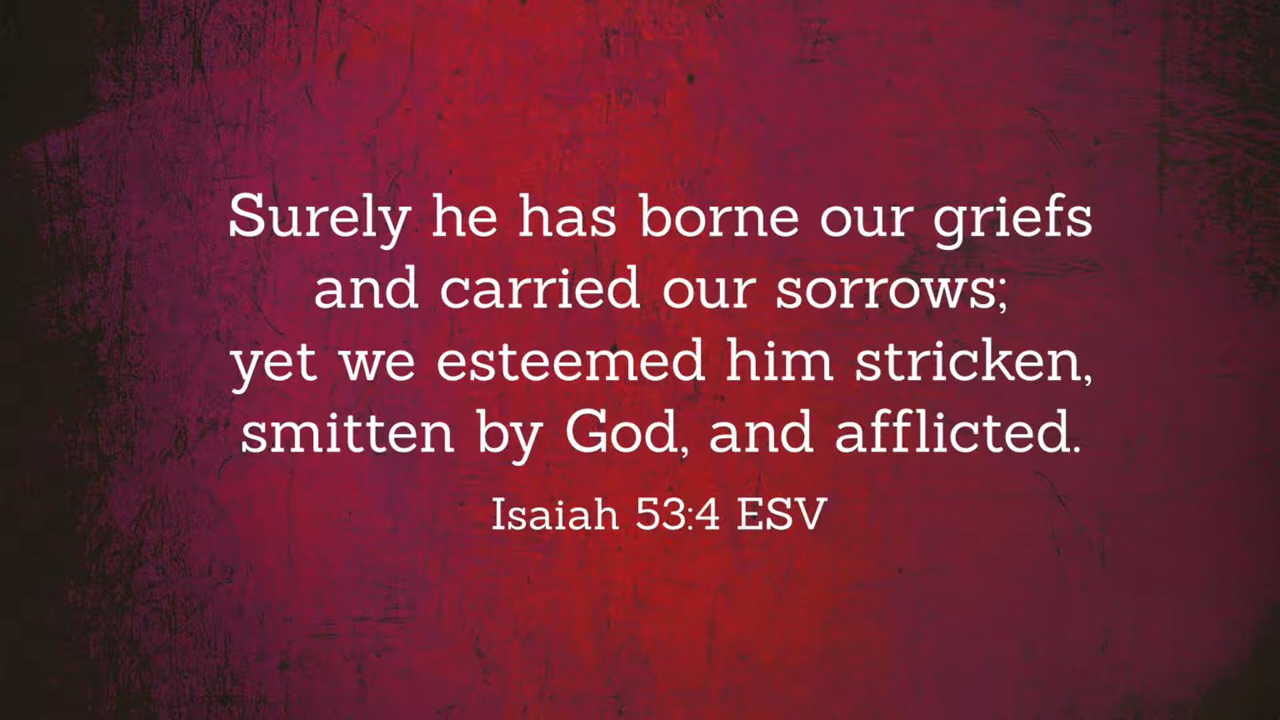 Surely he has borne our griefs
and carried our sorrows;
yet we esteemed him stricken,
smitten by God, and afflicted.
Isaiah 53:4 ESV